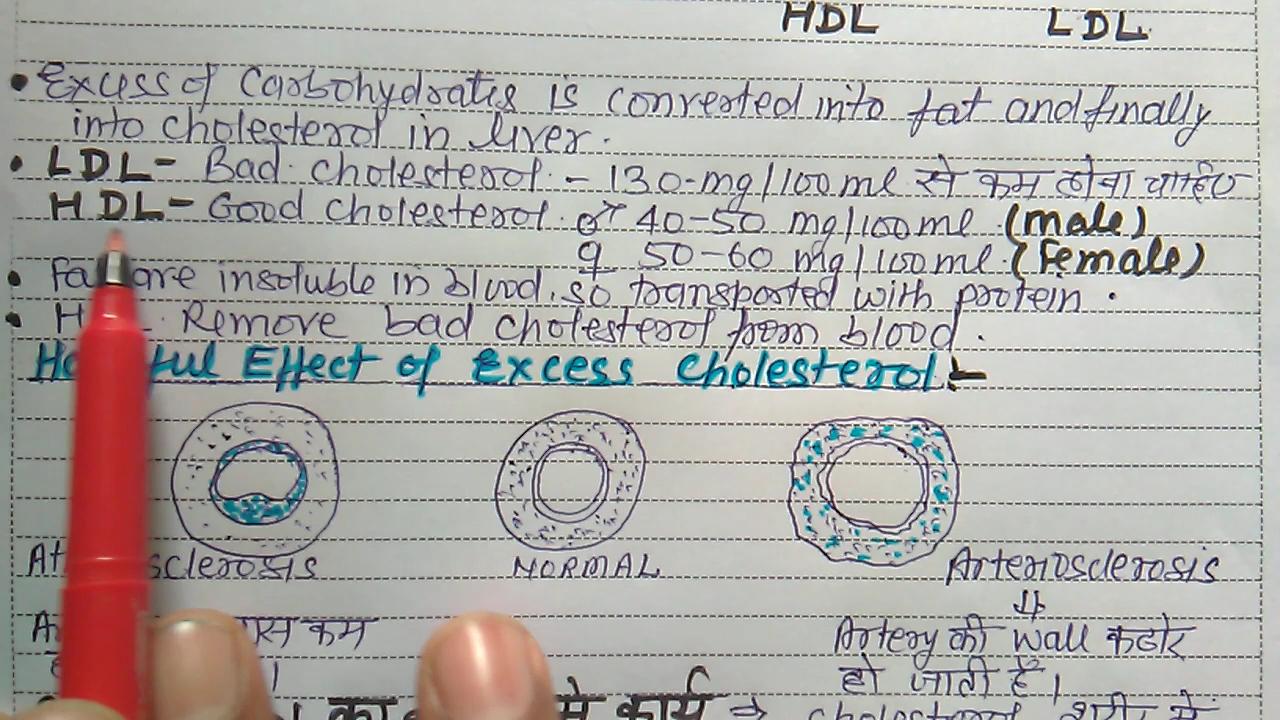 HDL LDL
• Excess of Carbohydrates is converted into fat and finally
into cholesterol in liver.
• LDL- Bad cholesterol. - 130-mg/100ml से कम होना चाहिए
HDL- Good cholesterol. ♂ 40-50 mg/100ml. (male)
♀ 50-60 mg/100ml. (Female)
• are insoluble in blood. so transported with protein.
• Remove bad cholesterol from blood.
Effect of Excess Cholesterol:-
NORMAL Arteriosclerosis
⇓
कम Artery की wall कठोर
हो जाती है।
कार्य ⇒ cholesterol शरीर में